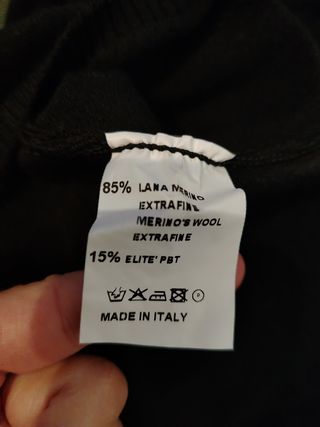 85% LANA MERINO
EXTRAFINE
MERINO'S WOOL
EXTRAFINE
15% ELITE' PBT
MADE IN ITALY